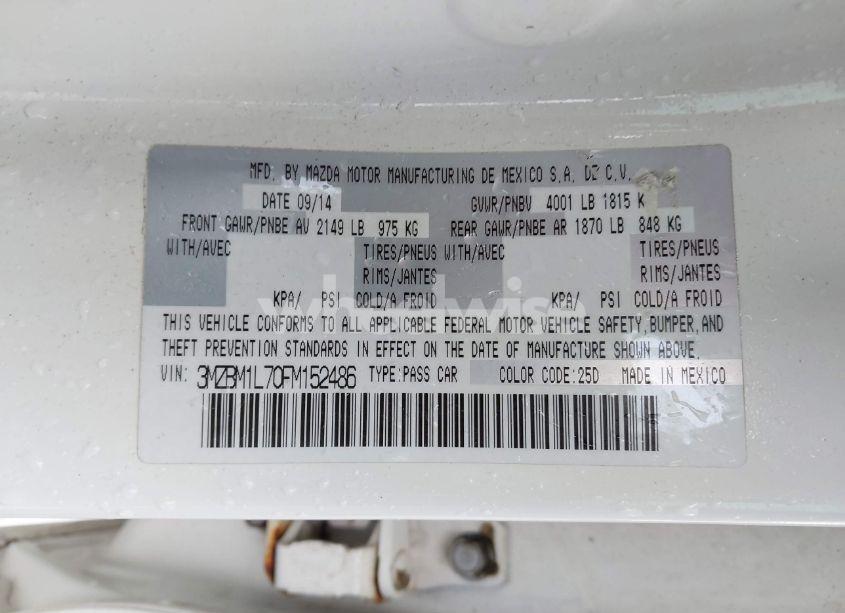 MFD. BY MAZDA MOTOR MANUFACTURING DE MEXICO S.A. DE C.V.
DATE 09/14 GVWR/PNBV 4001 LB 1815 K
FRONT GAWR/PNBE AV 2149 LB 975 KG REAR GAWR/PNBE AR 1870 LB 848 KG
WITH/AVEC TIRES/PNEUS WITH/AVEC TIRES/PNEUS
RIMS/JANTES RIMS/JANTES
KPA/ PSI COLD/A FROID KPA/ PSI COLD/A FROID
wheelwise
THIS VEHICLE CONFORMS TO ALL APPLICABLE FEDERAL MOTOR VEHICLE SAFETY, BUMPER, AND
THEFT PREVENTION STANDARDS IN EFFECT ON THE DATE OF MANUFACTURE SHOWN ABOVE.
VIN: 3MZBM1L70FM152486 TYPE:PASS CAR COLOR CODE:25D MADE IN MEXICO